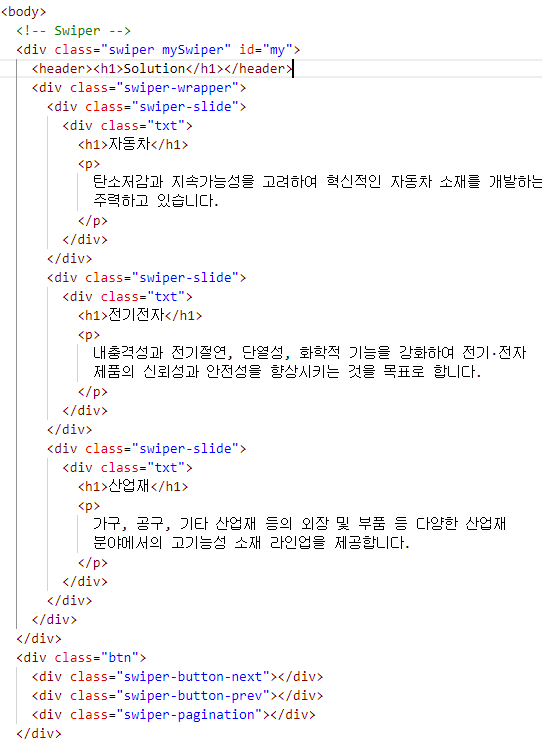 <body>
<!-- Swiper -->
<div class="swiper mySwiper" id="my">
<header><h1>Solution</h1></header>
<div class="swiper-wrapper">
<div class="swiper-slide">
<div class="txt">
<h1>자동차</h1>
<p>
탄소저감과 지속가능성을 고려하여 혁신적인 자동차 소재를 개발하는
주력하고 있습니다.
</p>
</div>
</div>
<div class="swiper-slide">
<div class="txt">
<h1>전기전자</h1>
<p>
내충격성과 전기절연, 단열성, 화학적 기능을 강화하여 전기·전자
제품의 신뢰성과 안전성을 향상시키는 것을 목표로 합니다.
</p>
</div>
</div>
<div class="swiper-slide">
<div class="txt">
<h1>산업재</h1>
<p>
가구, 공구, 기타 산업재 등의 외장 및 부품 등 다양한 산업재
분야에서의 고기능성 소재 라인업을 제공합니다.
</p>
</div>
</div>
</div>
</div>
<div class="btn">
<div class="swiper-button-next"></div>
<div class="swiper-button-prev"></div>
<div class="swiper-pagination"></div>
</div>